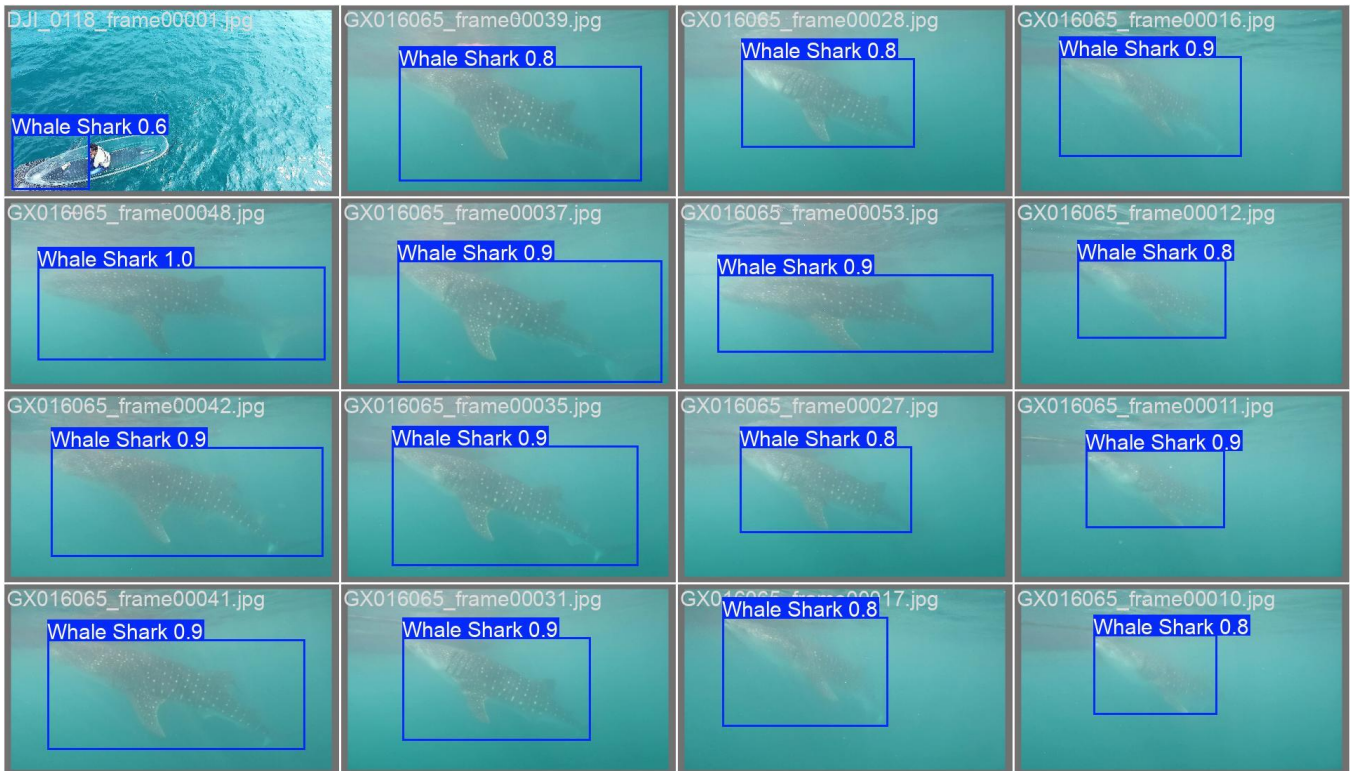 DJI_0118_frame00001.jpg
Whale Shark 0.6
GX016065_frame00039.jpg
Whale Shark 0.8
GX016065_frame00028.jpg
Whale Shark 0.8
GX016065_frame00016.jpg
Whale Shark 0.9
GX016065_frame00048.jpg
Whale Shark 1.0
GX016065_frame00037.jpg
Whale Shark 0.9
GX016065_frame00053.jpg
Whale Shark 0.9
GX016065_frame00012.jpg
Whale Shark 0.8
GX016065_frame00042.jpg
Whale Shark 0.9
GX016065_frame00035.jpg
Whale Shark 0.9
GX016065_frame00027.jpg
Whale Shark 0.8
GX016065_frame00011.jpg
Whale Shark 0.9
GX016065_frame00041.jpg
Whale Shark 0.9
GX016065_frame00031.jpg
Whale Shark 0.9
GX016065_frame00017.jpg
Whale Shark 0.8
GX016065_frame00010.jpg
Whale Shark 0.8